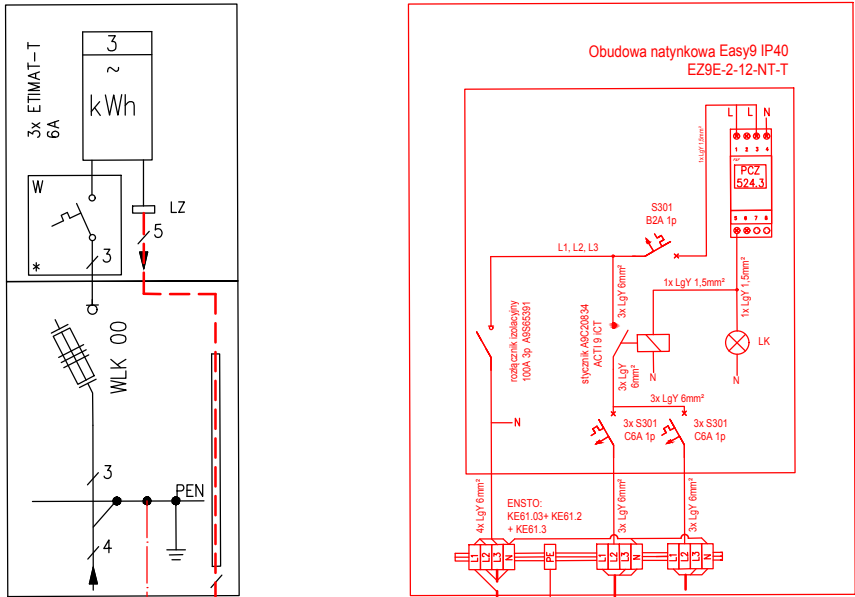 3
~
kWh
3x ETIMAT-T
6A
W
*
LZ
5
3
WLK 00
3
PEN
4
Obudowa natynkowa Easy9 IP40
EZ9E-2-12-NT-T
L L N
1 2 3 4
PCZ
524.3
5 6 7 8
1x LgY 1,5mm²
S301
B2A 1p
L1, L2, L3
3x LgY 6mm²
1x LgY 1,5mm²
1x LgY 1,5mm²
rozłącznik izolacyjny
100A 3p A9S65391
stycznik A9C20834
ACTI 9 iCT
3x LgY
6mm²
N
LK
N
3x LgY 6mm²
N
3x S301
C6A 1p
3x S301
C6A 1p
4x LgY 6mm²
ENSTO:
KE61.03+ KE61.2
+ KE61.3
3x LgY 6mm²
3x LgY 6mm²
L1 L2 L3 N
PE
L1 L2 L3 N
L1 L2 L3 N